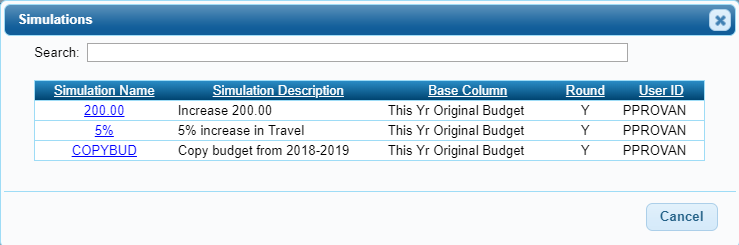 Simulations
Search:
Simulation Name Simulation Description Base Column Round User ID
200.00 Increase 200.00 This Yr Original Budget Y PPROVAN
5% 5% increase in Travel This Yr Original Budget Y PPROVAN
COPYBUD Copy budget from 2018-2019 This Yr Original Budget Y PPROVAN
Cancel